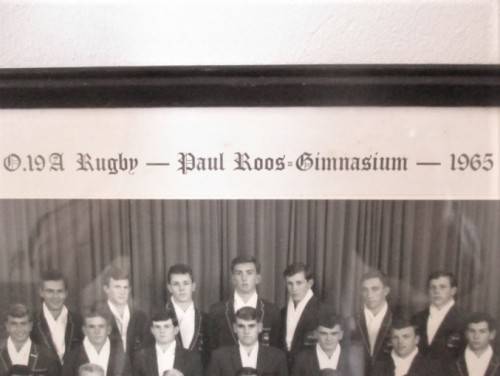 O.19A Rugby — Paul Roos-Gimnasium — 1965